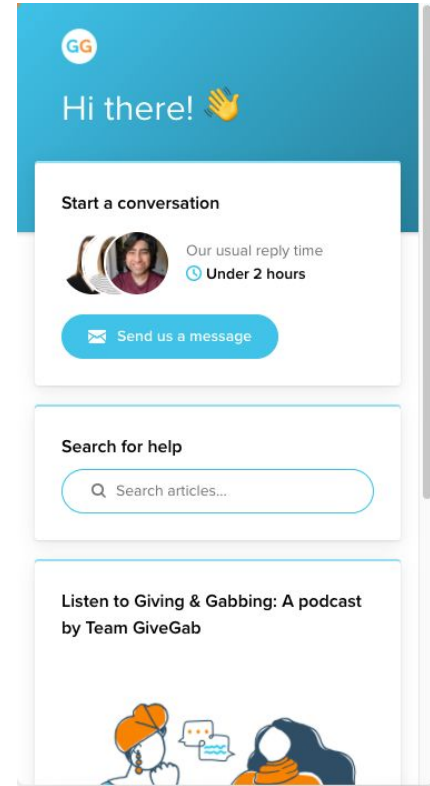 GG
Hi there! 👋
Start a conversation
Our usual reply time
Under 2 hours
Send us a message
Search for help
Search articles...
Listen to Giving & Gabbing: A podcast
by Team GiveGab